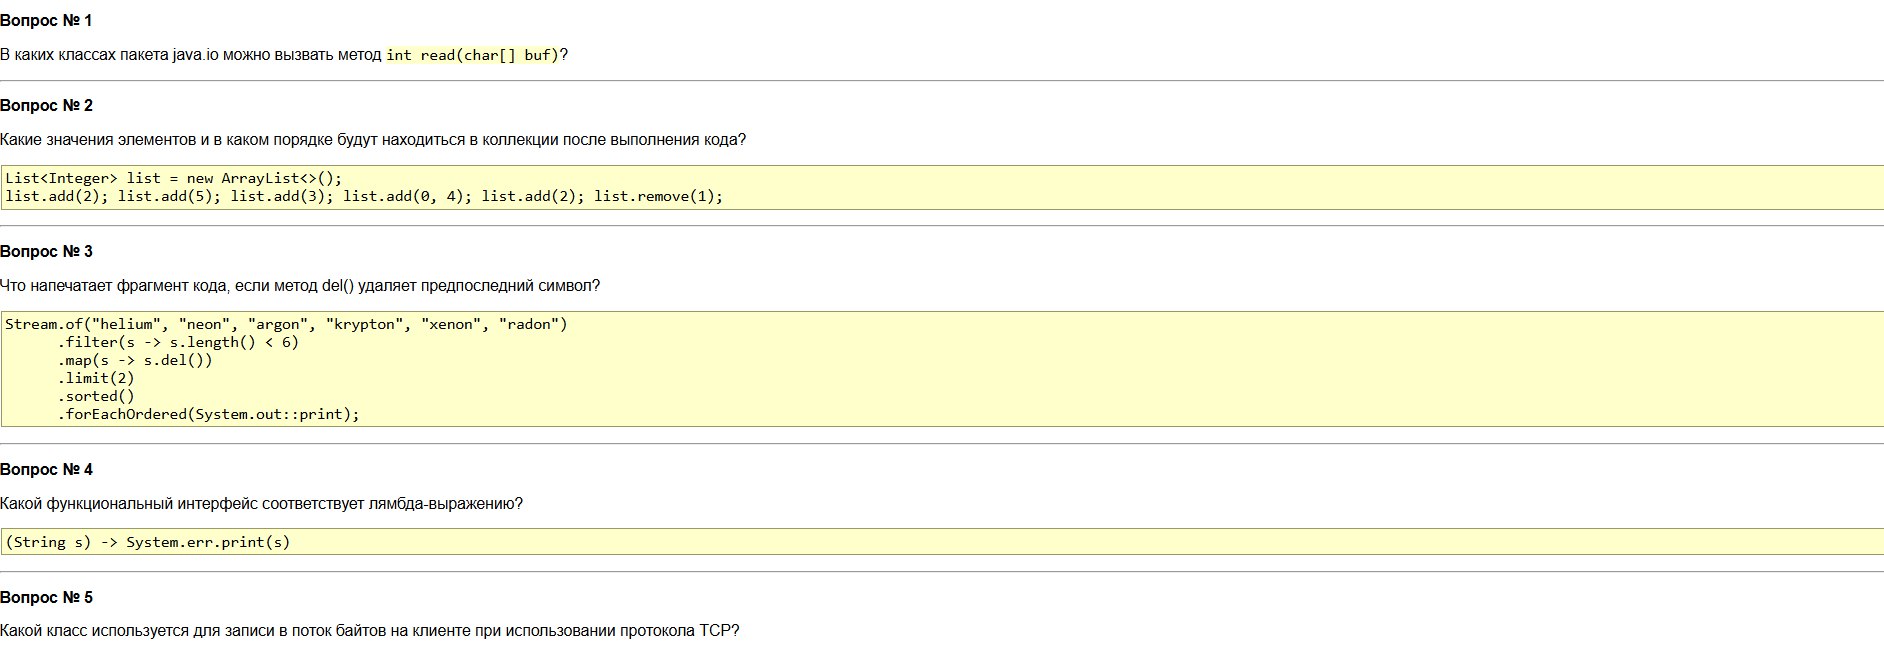 Вопрос № 1
В каких классах пакета java.io можно вызвать метод int read(char[] buf)?
Вопрос № 2
Какие значения элементов и в каком порядке будут находиться в коллекции после выполнения кода?
List<Integer> list = new ArrayList<>();
list.add(2); list.add(5); list.add(3); list.add(0, 4); list.add(2); list.remove(1);
Вопрос № 3
Что напечатает фрагмент кода, если метод del() удаляет предпоследний символ?
Stream.of("helium", "neon", "argon", "krypton", "xenon", "radon")
.filter(s -> s.length() < 6)
.map(s -> s.del())
.limit(2)
.sorted()
.forEachOrdered(System.out::print);
Вопрос № 4
Какой функциональный интерфейс соответствует лямбда-выражению?
(String s) -> System.err.print(s)
Вопрос № 5
Какой класс используется для записи в поток байтов на клиенте при использовании протокола TCP?